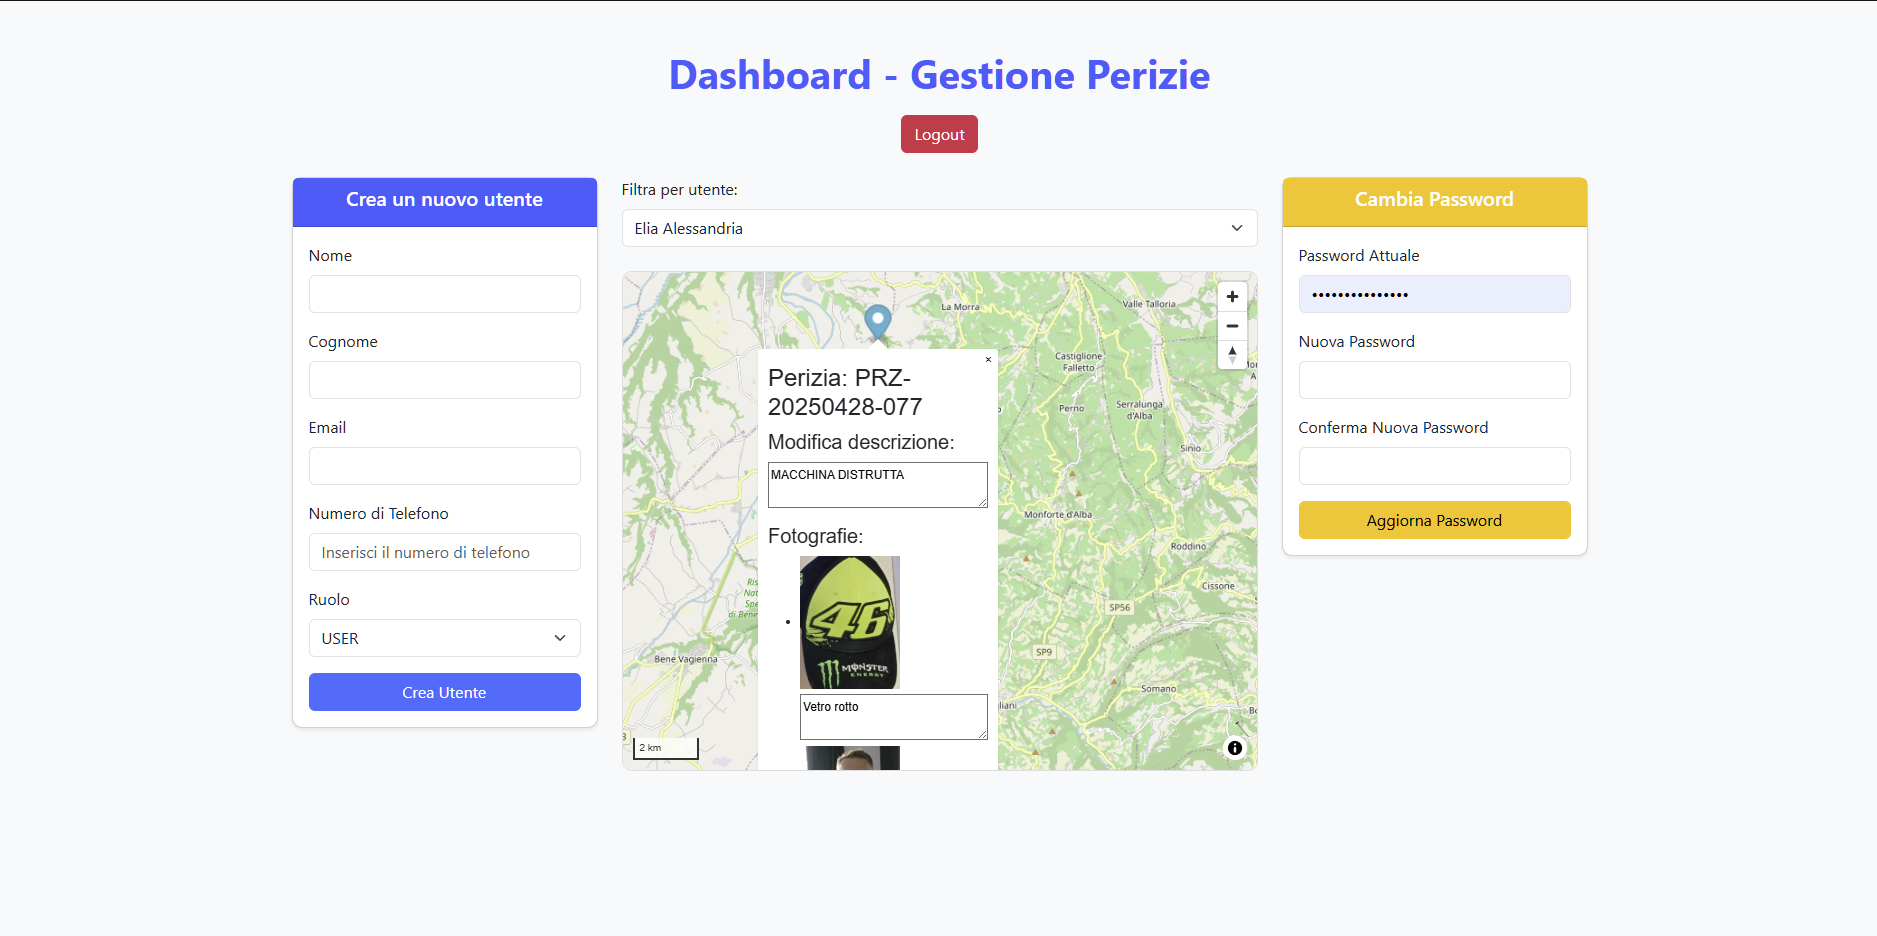 Dashboard - Gestione Perizie
Logout
Crea un nuovo utente
Nome
Cognome
Email
Numero di Telefono
Inserisci il numero di telefono
Ruolo
USER
Crea Utente
Filtra per utente:
Elia Alessandria
La Morra
Valle Talloria
Castiglione
Falletto
Perno
Serralunga
d'Alba
Sinio
Monforte d'Alba
Roddino
Cissone
SP56
SP9
Somano
Bene Vagienna
2 km
Perizia: PRZ-
20250428-077
Modifica descrizione:
MACCHINA DISTRUTTA
Fotografie:
46
MONSTER
ENERGY
Vetro rotto
Cambia Password
Password Attuale
•••••••••••••••
Nuova Password
Conferma Nuova Password
Aggiorna Password